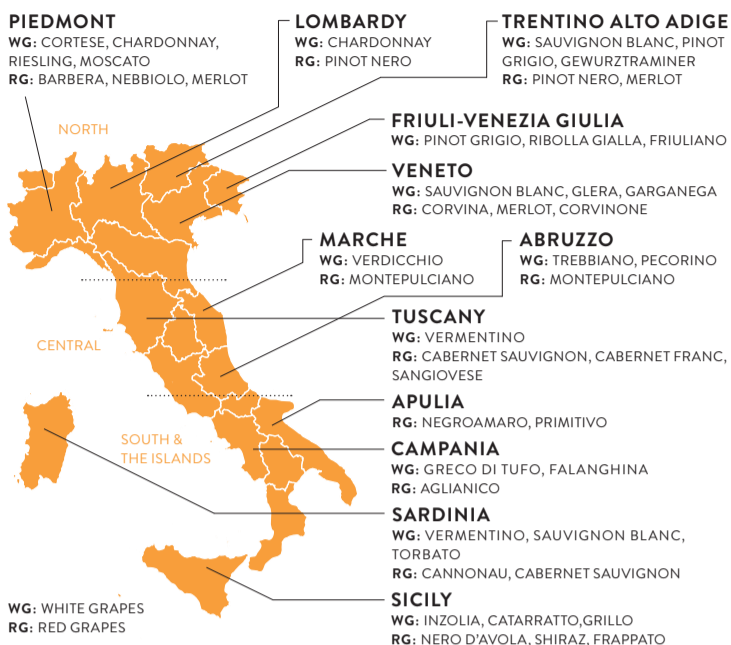 PIEDMONT
WG: CORTESE, CHARDONNAY,
RIESLING, MOSCATO
RG: BARBERA, NEBBIOLO, MERLOT
LOMBARDY
WG: CHARDONNAY
RG: PINOT NERO
TRENTINO ALTO ADIGE
WG: SAUVIGNON BLANC, PINOT
GRIGIO, GEWURZTRAMINER
RG: PINOT NERO, MERLOT
NORTH
FRIULI-VENEZIA GIULIA
WG: PINOT GRIGIO, RIBOLLA GIALLA, FRIULIANO
VENETO
WG: SAUVIGNON BLANC, GLERA, GARGANEGA
RG: CORVINA, MERLOT, CORVINONE
MARCHE
WG: VERDICCHIO
RG: MONTEPULCIANO
ABRUZZO
WG: TREBBIANO, PECORINO
RG: MONTEPULCIANO
TUSCANY
WG: VERMENTINO
RG: CABERNET SAUVIGNON, CABERNET FRANC,
SANGIOVESE
CENTRAL
APULIA
RG: NEGROAMARO, PRIMITIVO
SOUTH &
THE ISLANDS
CAMPANIA
WG: GRECO DI TUFO, FALANGHINA
RG: AGLIANICO
SARDINIA
WG: VERMENTINO, SAUVIGNON BLANC,
TORBATO
RG: CANNONAU, CABERNET SAUVIGNON
SICILY
WG: INZOLIA, CATARRATTO,GRILLO
RG: NERO D'AVOLA, SHIRAZ, FRAPPATO
WG: WHITE GRAPES
RG: RED GRAPES